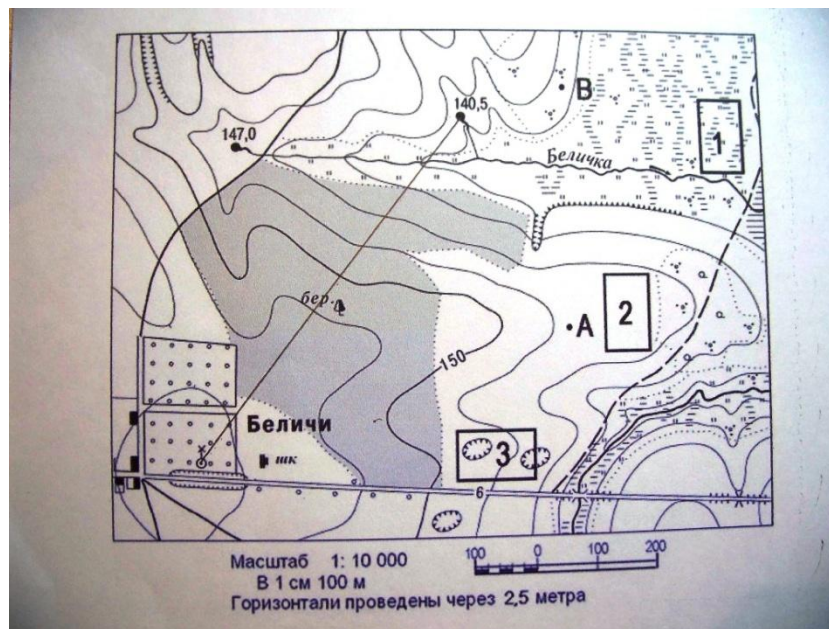 В
140,5
147,0
1
Беличка
бер.
А
2
150
Беличи
шк
3
6
Масштаб 1: 10 000
В 1 см 100 м
Горизонтали проведены через 2,5 метра
100 0 100 200